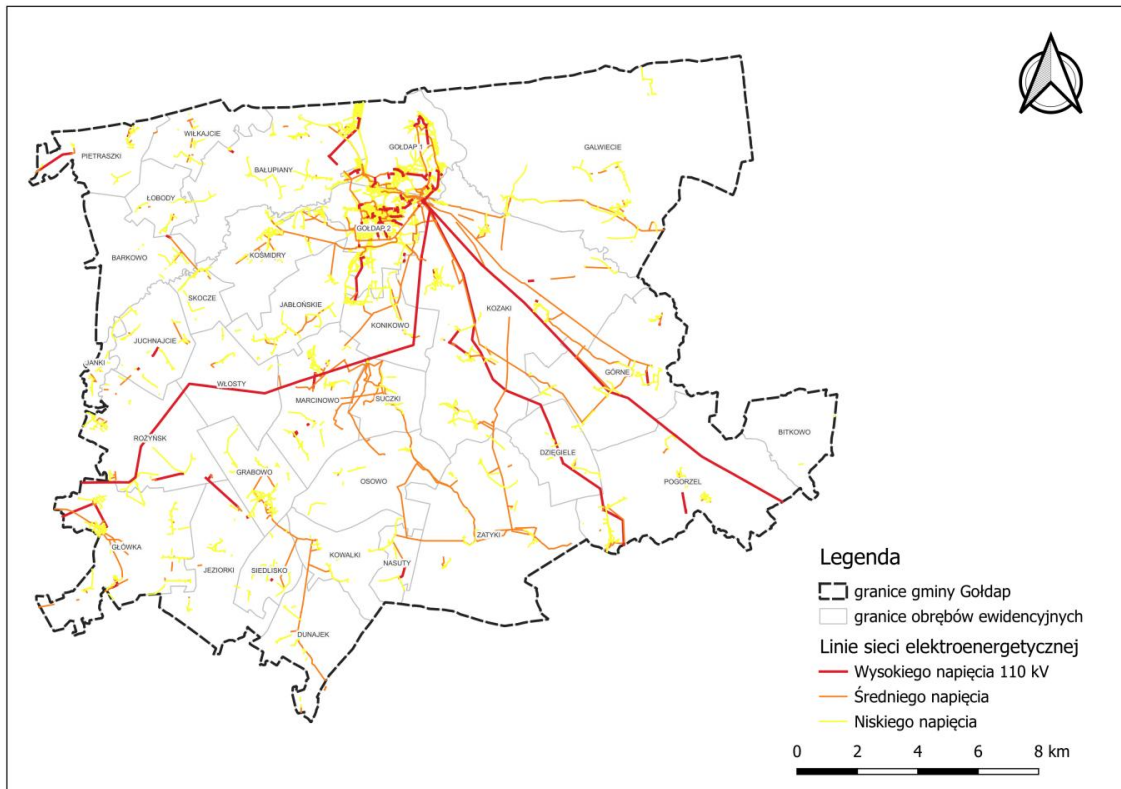 WIŁKAJCIE
PIETRASZKI
GOŁDAP 1
GALWIECIE
BAŁUPIANY
ŁOBODY
GOŁDAP 2
BARKOWO
KOŚMIDRY
SKOCZE
JABŁOŃSKIE
KOZAKI
KONIKOWO
JUCHNAJCIE
JANKI
WŁOSTY
GÓRNE
MARCINOWO
SUCZKI
BITKOWO
ROŻYŃSK
DZIĘGIELE
GRABOWO
OSOWO
POGORZEL
ZATYKI
GŁÓWKA
KOWALKI
NASUTY
JEZIORKI
SIEDLISKO
DUNAJEK
Legenda
granice gminy Gołdap
granice obrębów ewidencyjnych
Linie sieci elektroenergetycznej
Wysokiego napięcia 110 kV
Średniego napięcia
Niskiego napięcia
0 2 4 6 8 km